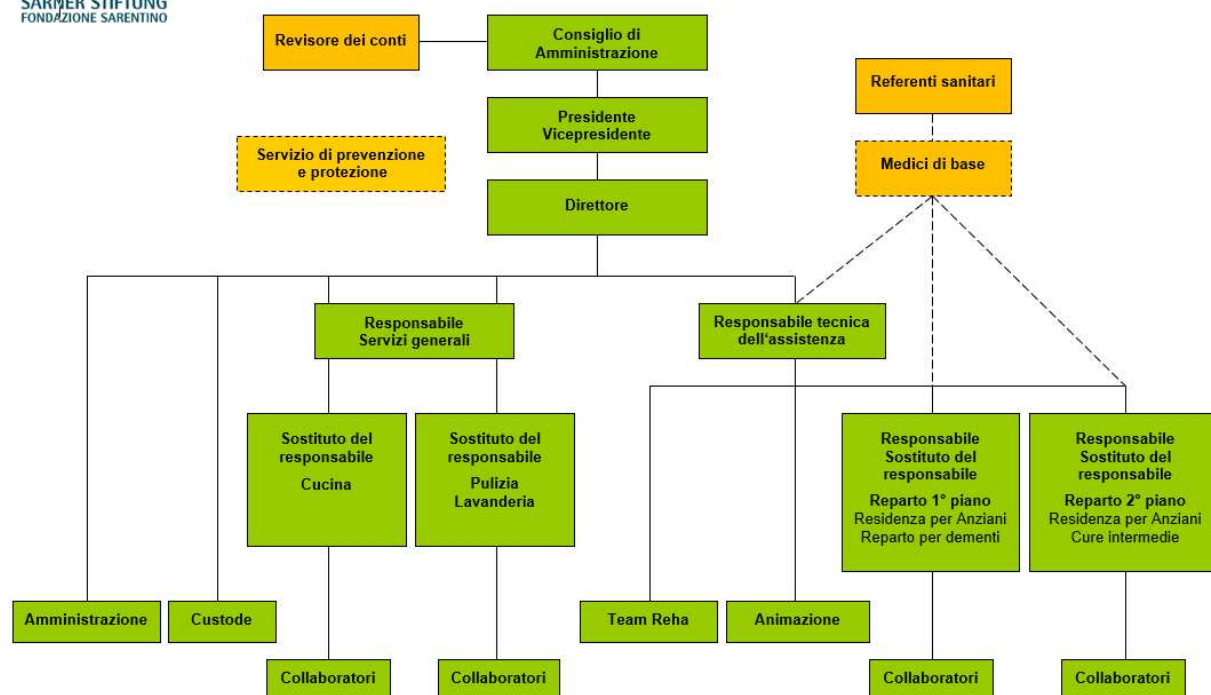 SARNER STIFTUNG
FONDAZIONE SARENTINO
Revisore dei conti
Consiglio di
Amministrazione
Referenti sanitari
Presidente
Vicepresidente
Servizio di prevenzione
e protezione
Medici di base
Direttore
Responsabile
Servizi generali
Responsabile tecnica
dell‘assistenza
Sostituto del
responsabile
Cucina
Sostituto del
responsabile
Pulizia
Lavanderia
Responsabile
Sostituto del
responsabile
Reparto 1° piano
Residenza per Anziani
Reparto per dementi
Responsabile
Sostituto del
responsabile
Reparto 2° piano
Residenza per Anziani
Cure intermedie
Amministrazione
Custode
Team Reha
Animazione
Collaboratori
Collaboratori
Collaboratori
Collaboratori